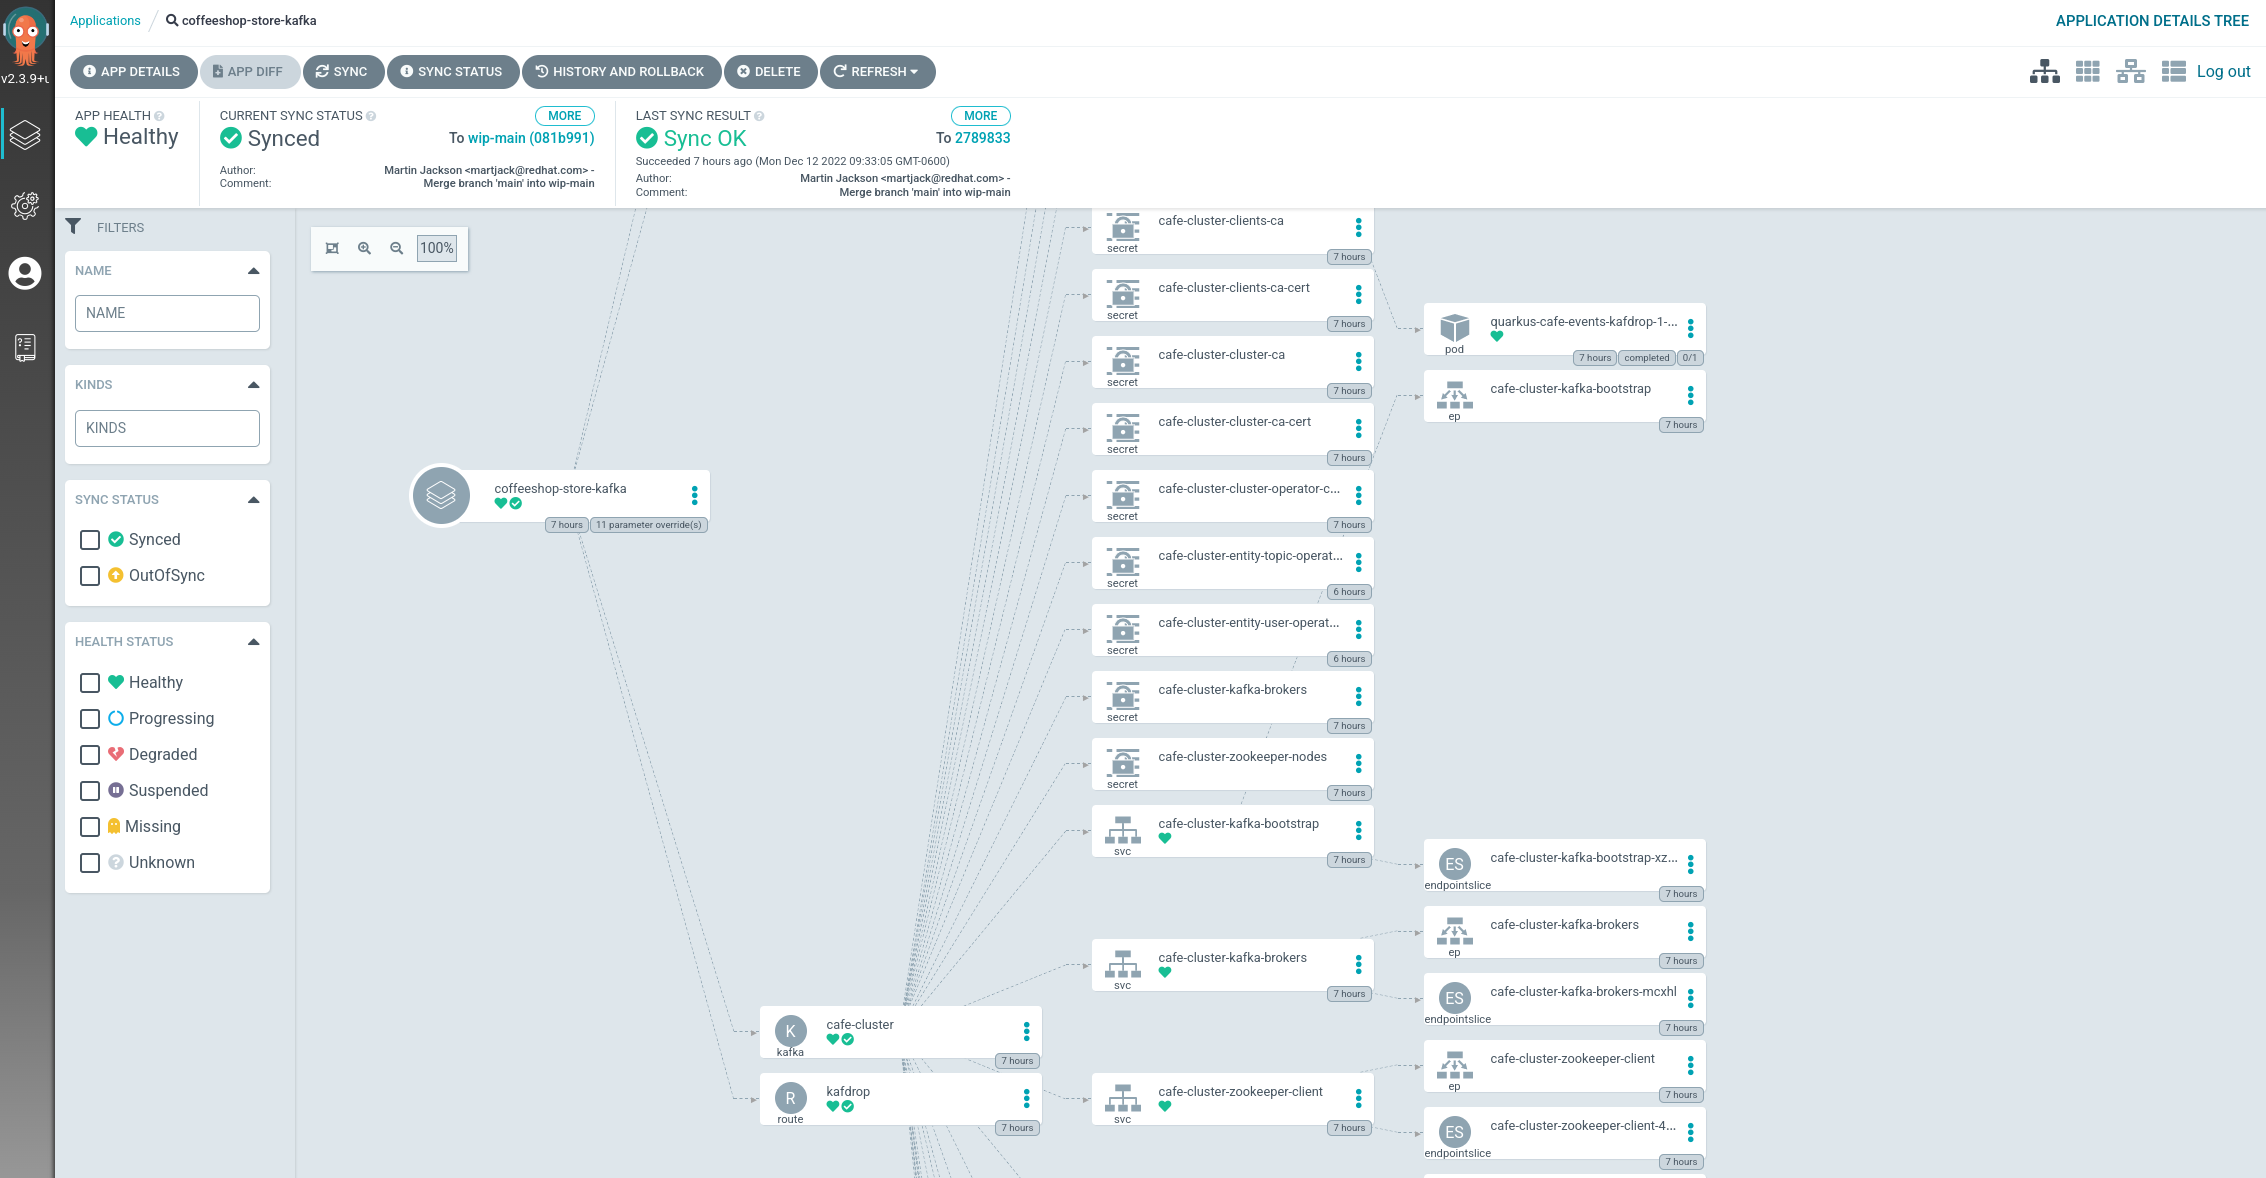 Applications
coffeeshop-store-kafka
APPLICATION DETAILS TREE
v2.3.9+u
APP DETAILS
APP DIFF
SYNC
SYNC STATUS
HISTORY AND ROLLBACK
DELETE
REFRESH
Log out
APP HEALTH
Healthy
CURRENT SYNC STATUS
MORE
Synced
To wip-main (081b991)
Author:
Martin Jackson <martjack@redhat.com> -
Comment:
Merge branch 'main' into wip-main
LAST SYNC RESULT
MORE
Sync OK
To 2789833
Succeeded 7 hours ago (Mon Dec 12 2022 09:33:05 GMT-0600)
Author:
Martin Jackson <martjack@redhat.com> -
Comment:
Merge branch 'main' into wip-main
FILTERS
NAME
NAME
KINDS
KINDS
SYNC STATUS
Synced
OutOfSync
HEALTH STATUS
Healthy
Progressing
Degraded
Suspended
Missing
Unknown
100%
coffeeshop-store-kafka
7 hours
11 parameter override(s)
K
kafka
cafe-cluster
7 hours
R
route
kafdrop
7 hours
cafe-cluster-clients-ca
secret
7 hours
cafe-cluster-clients-ca-cert
secret
7 hours
cafe-cluster-cluster-ca
secret
7 hours
cafe-cluster-cluster-ca-cert
secret
7 hours
cafe-cluster-cluster-operator-c...
secret
7 hours
cafe-cluster-entity-topic-operat...
secret
6 hours
cafe-cluster-entity-user-operat...
secret
6 hours
cafe-cluster-kafka-brokers
secret
7 hours
cafe-cluster-zookeeper-nodes
secret
7 hours
cafe-cluster-kafka-bootstrap
svc
7 hours
cafe-cluster-kafka-brokers
svc
7 hours
cafe-cluster-zookeeper-client
svc
7 hours
quarkus-cafe-events-kafdrop-1-...
pod
7 hours
completed
0/1
cafe-cluster-kafka-bootstrap
ep
7 hours
ES
cafe-cluster-kafka-bootstrap-xz...
endpointslice
7 hours
cafe-cluster-kafka-brokers
ep
7 hours
ES
cafe-cluster-kafka-brokers-mcxhl
endpointslice
7 hours
cafe-cluster-zookeeper-client
ep
7 hours
ES
cafe-cluster-zookeeper-client-4...
endpointslice
7 hours